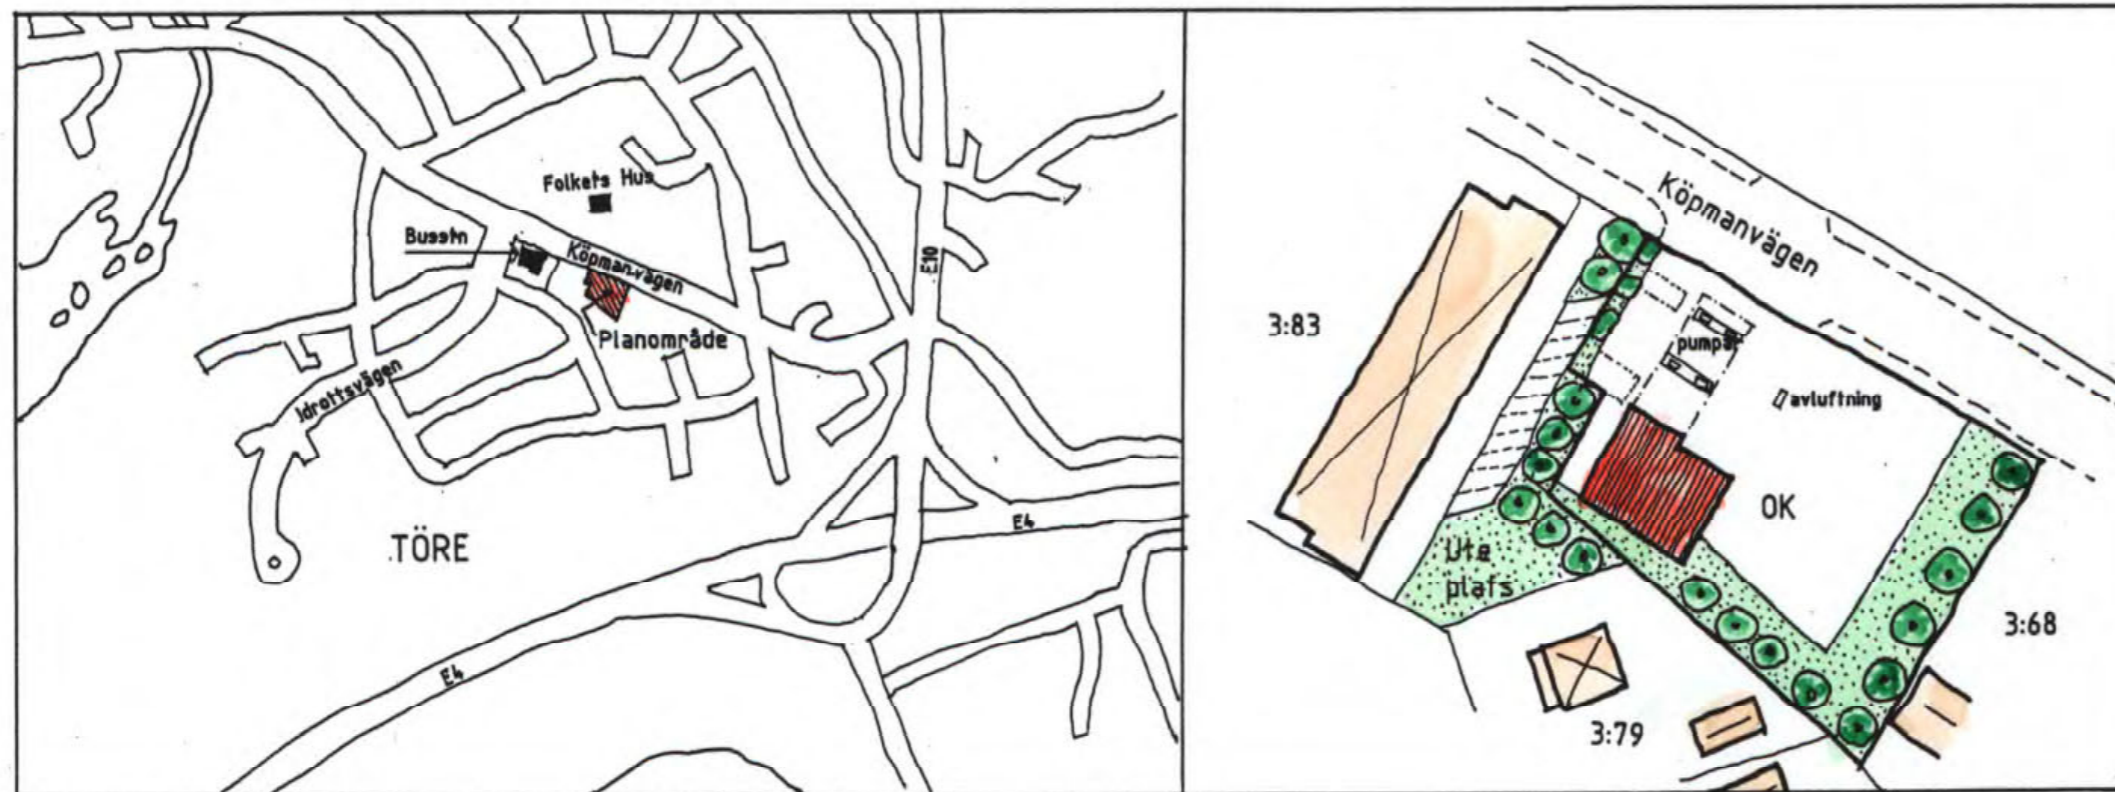 Folkets Hus
Busstn
Köpmanvägen
E10
Planområde
Idrottsvägen
TÖRE
E4
E4
Köpmanvägen
3:83
pumpar
avluftning
OK
Ute
plats
3:68
3:79